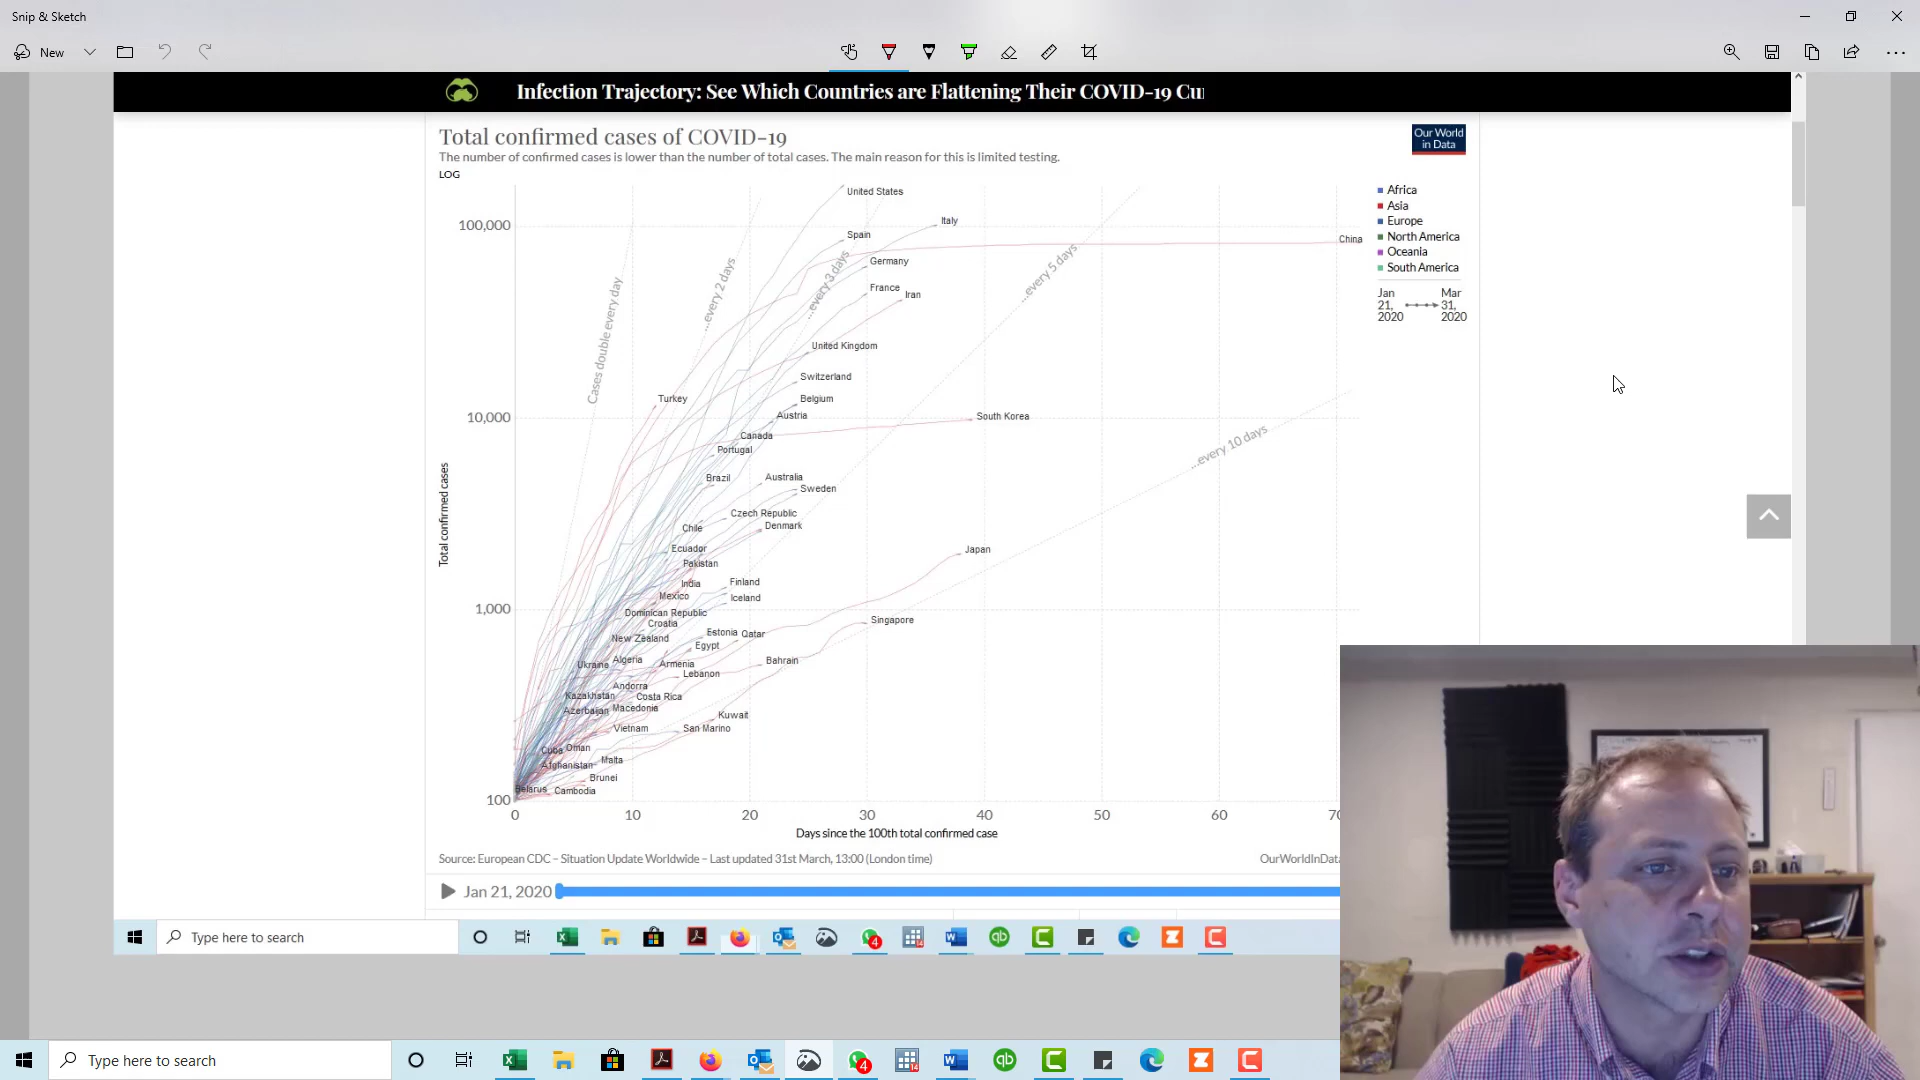 Snip & Sketch
New
Infection Trajectory: See Which Countries are Flattening Their COVID-19 Cu
Total confirmed cases of COVID-19
The number of confirmed cases is lower than the number of total cases. The main reason for this is limited testing.
LOG
Our World
in Data
Africa
Asia
Europe
North America
Oceania
South America
Jan
21,
2020
Mar
31,
2020
100,000
10,000
1,000
100
Total confirmed cases
Cases double every day
...every 2 days
...every 3 days
...every 5 days
...every 10 days
United States
Italy
Spain
China
Germany
France
Iran
United Kingdom
Switzerland
Turkey
Belgium
Austria
South Korea
Canada
Portugal
Brazil
Australia
Sweden
Czech Republic
Chile
Denmark
Ecuador
Japan
Pakistan
India
Finland
Mexico
Iceland
Dominican Republic
Croatia
Singapore
New Zealand
Estonia
Qatar
Egypt
Ukraine
Algeria
Armenia
Bahrain
Lebanon
Andorra
Kazakhstan
Costa Rica
Azerbaijan
Macedonia
Kuwait
Vietnam
San Marino
Cuba
Oman
Malta
Afghanistan
Brunei
Belarus
Cambodia
0
10
20
30
40
50
60
70
Days since the 100th total confirmed case
Source: European CDC – Situation Update Worldwide – Last updated 31st March, 13:00 (London time)
OurWorldInData
Jan 21, 2020
Type here to search
4
14
Type here to search
4
14